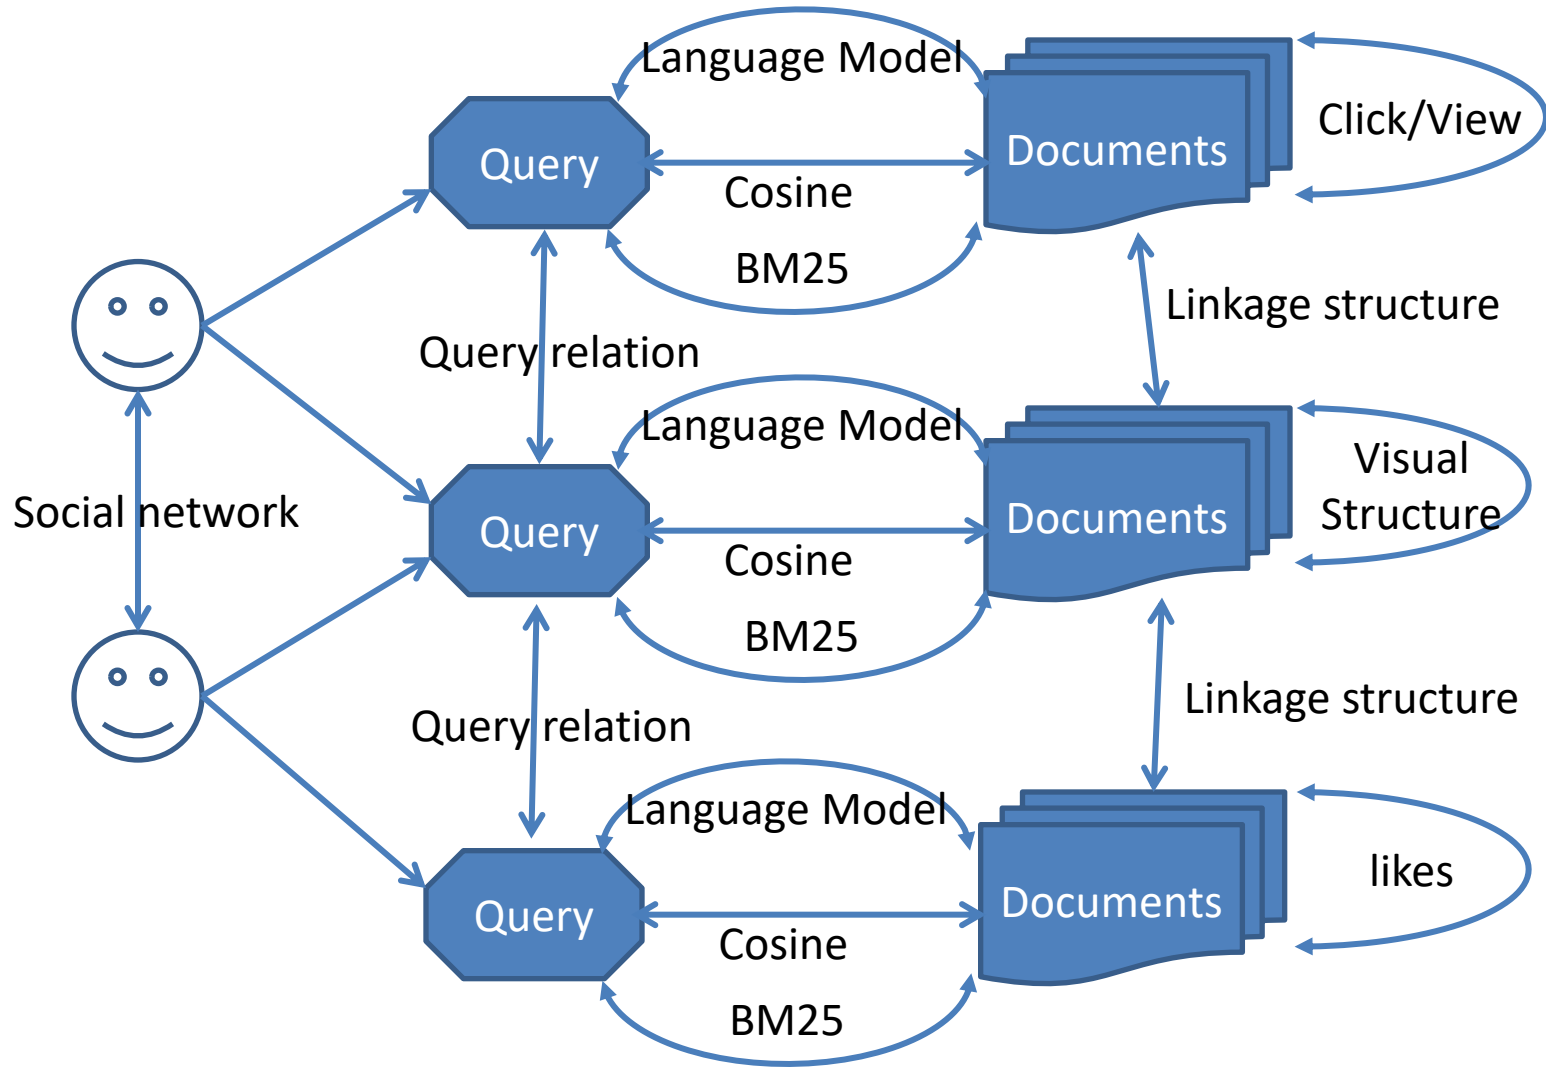 Language Model
Query
Documents
Click/View
Cosine
BM25
Linkage structure
Query relation
Language Model
Social network
Query
Documents
Visual
Structure
Cosine
BM25
Linkage structure
Query relation
Language Model
Query
Documents
likes
Cosine
BM25